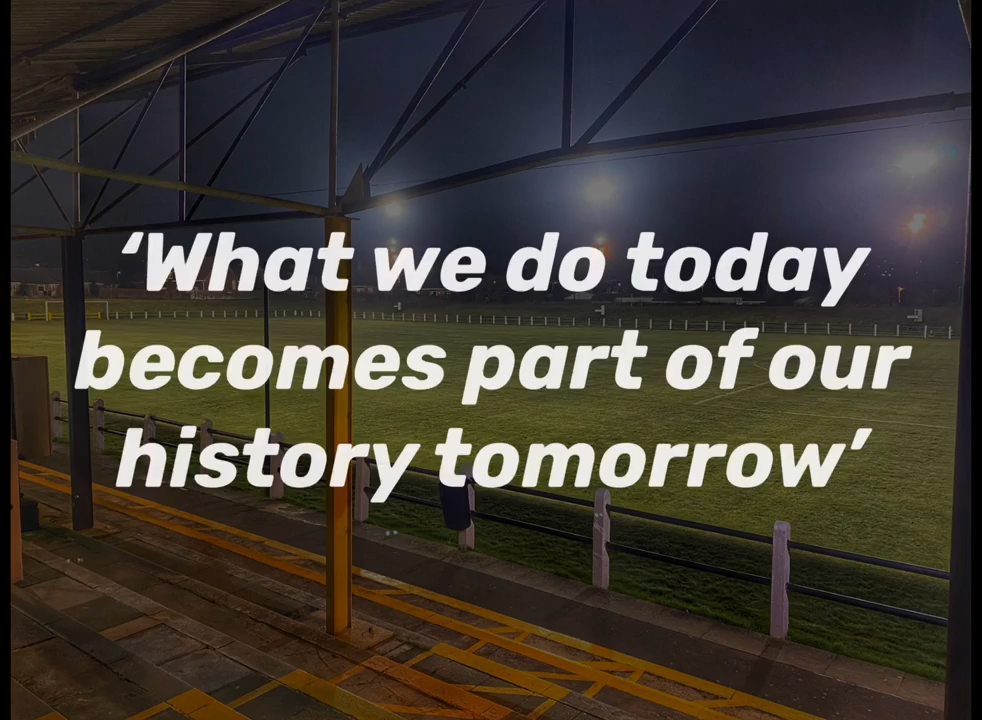 ‘What we do today
becomes part of our
history tomorrow’